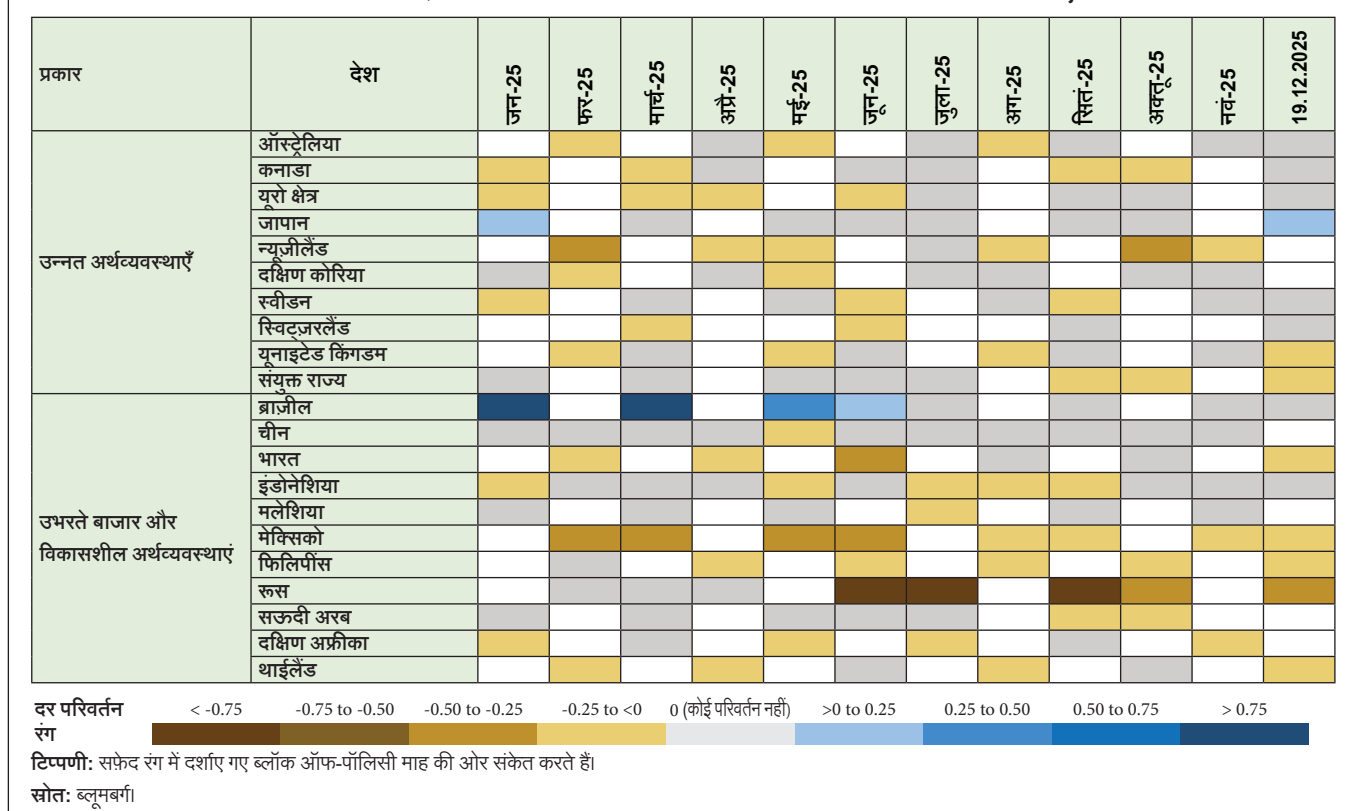 प्रकार देश जन-25 फर-25 मार्च-25 अप्रै-25 मई-25 जून-25 जुला-25 अग-25 सितं-25 अक्तू-25 नवं-25 19.12.2025
उन्नत अर्थव्यवस्थाएँ
ऑस्ट्रेलिया
कनाडा
यूरो क्षेत्र
जापान
न्यूज़ीलैंड
दक्षिण कोरिया
स्वीडन
स्विट्ज़रलैंड
यूनाइटेड किंगडम
संयुक्त राज्य
उभरते बाजार और
विकासशील अर्थव्यवस्थाएं
ब्राज़ील
चीन
भारत
इंडोनेशिया
मलेशिया
मेक्सिको
फिलिपींस
रूस
सऊदी अरब
दक्षिण अफ्रीका
थाईलैंड
दर परिवर्तन < -0.75 -0.75 to -0.50 -0.50 to -0.25 -0.25 to <0 0 (कोई परिवर्तन नहीं) >0 to 0.25 0.25 to 0.50 0.50 to 0.75 > 0.75
रंग
टिप्पणी: सफ़ेद रंग में दर्शाए गए ब्लॉक ऑफ-पॉलिसी माह की ओर संकेत करते हैं।
स्रोत: ब्लूमबर्ग।